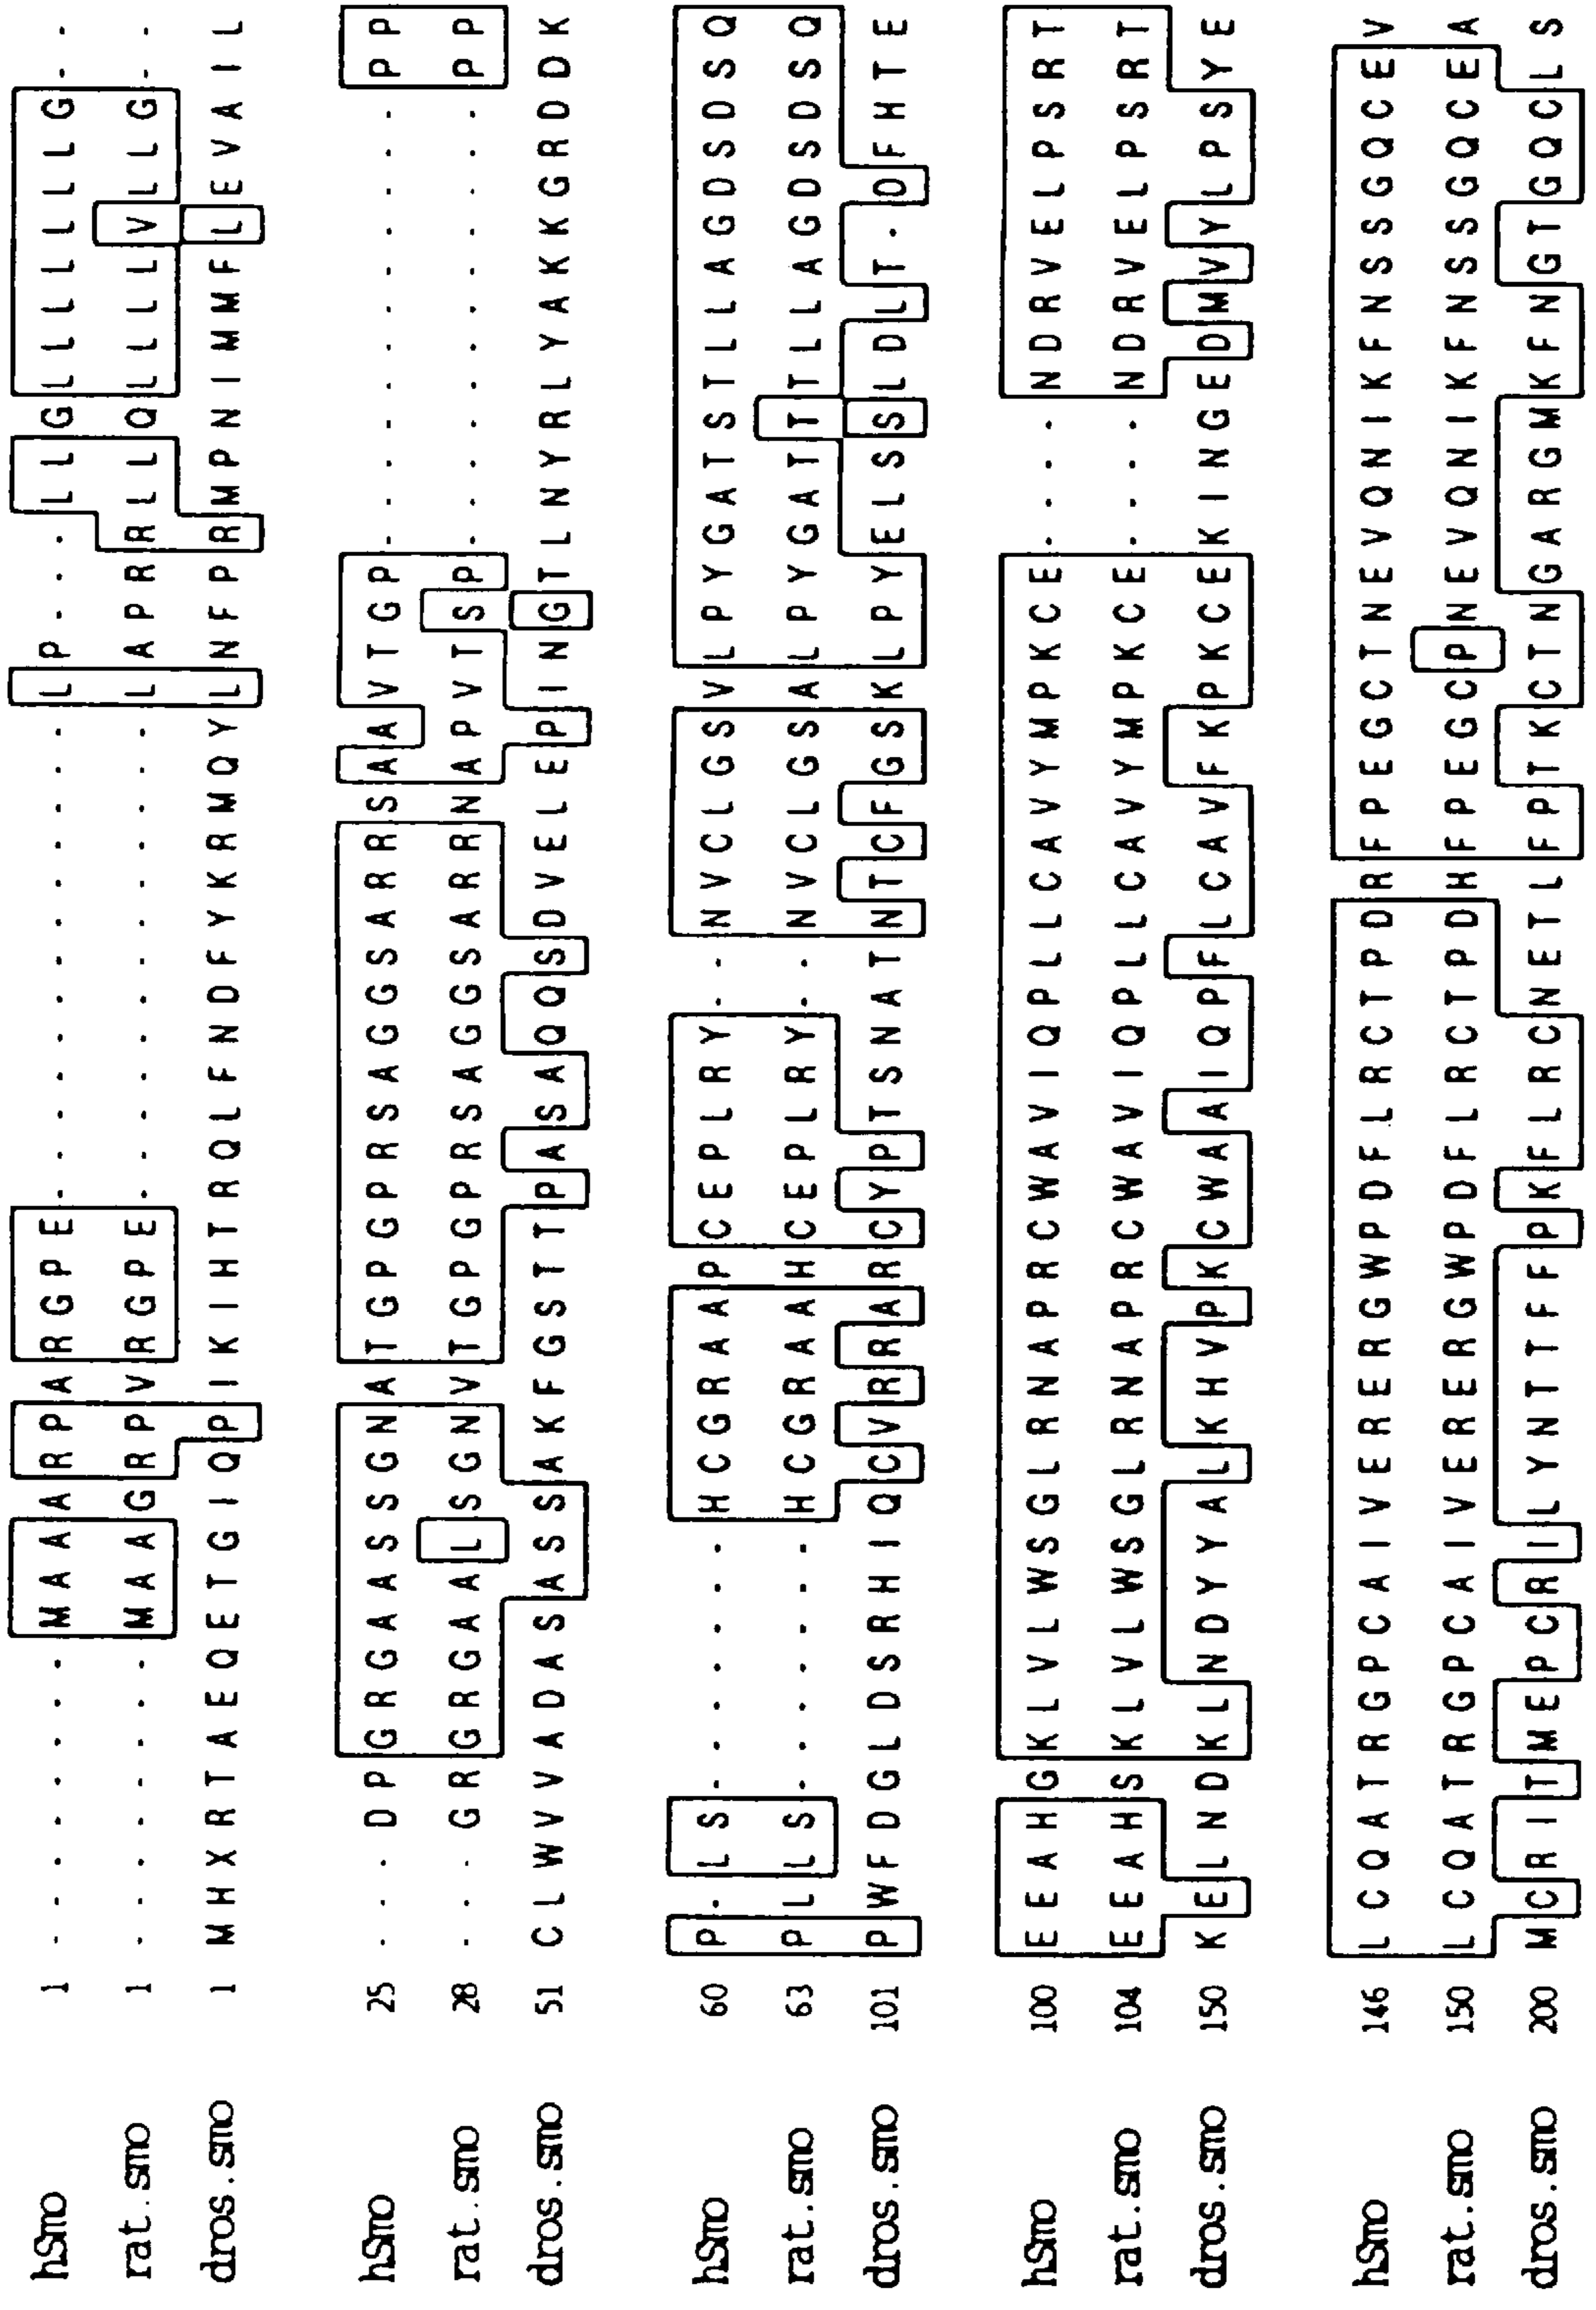 hSmo 1 . . . . . . . . M A A A R P A R G P E . . . . . . . . . . . . . L P . . . L L G L L L L L L L G . .
rat.smo 1 . . . . . . . . M A A G R P V R G P E . . . . . . . . . . . . . L A P R R L L Q L L L L V L L G . .
dros.smo 1 M H X R T A E Q E T G I Q P I K I H T R Q L F N D F Y K R M Q Y L N F P R M P N I M M F L E V A I L
hSmo 25 . . . D P G R G A A S S G N A T G P G P R S A G G S A R R S A A V T G P . . . . . . . . . . . . P P
rat.smo 28 . . . G R G R G A A L S G N V T G P G P R S A G G S A R R N A P V T S P . . . . . . . . . . . . P P
dros.smo 51 C L W V V A D A S A S S A K F G S T T P A S A Q Q S D V E L E P I N G T L N Y R L Y A K K G R D D K
hSmo 60 P . L S . . . . . . . H C G R A A P C E P L R Y . . N V C L G S V L P Y G A T S T L L A G D S D S Q
rat.smo 63 P L L S . . . . . . . H C G R A A H C E P L R Y . . N V C L G S A L P Y G A T T T L L A G D S D S Q
dros.smo 101 P W F D G L D S R H I Q C V R R A R C Y P T S N A T N T C F G S K L P Y E L S S L D L T . D F H T E
hSmo 100 E E A H G K L V L W S G L R N A P R C W A V I Q P L L C A V Y M P K C E . . . . N D R V E L P S R T
rat.smo 104 E E A H S K L V L W S G L R N A P R C W A V I Q P L L C A V Y M P K C E . . . . N D R V E L P S R T
dros.smo 150 K E L N D K L N D Y Y A L K H V P K C W A A I Q P F L C A V F K P K C E K I N G E D M V Y L P S Y E
hSmo 146 L C Q A T R G P C A I V E R E R G W P D F L R C T P D R F P E G C T N E V Q N I K F N S S G Q C E V
rat.smo 150 L C Q A T R G P C A I V E R E R G W P D F L R C T P D H F P E G C P N E V Q N I K F N S S G Q C E A
dros.smo 200 M C R I T M E P C R I L Y N T T F F P K F L R C N E T L F P T K C T N G A R G M K F N G T G Q C L S